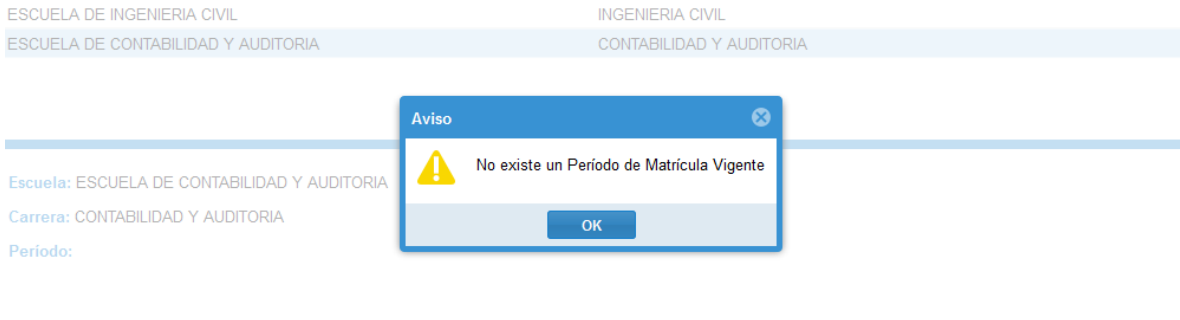 ESCUELA DE INGENIERIA CIVIL INGENIERIA CIVIL
ESCUELA DE CONTABILIDAD Y AUDITORIA CONTABILIDAD Y AUDITORIA
Aviso
No existe un Período de Matrícula Vigente
OK
Escuela: ESCUELA DE CONTABILIDAD Y AUDITORIA
Carrera: CONTABILIDAD Y AUDITORIA
Período: